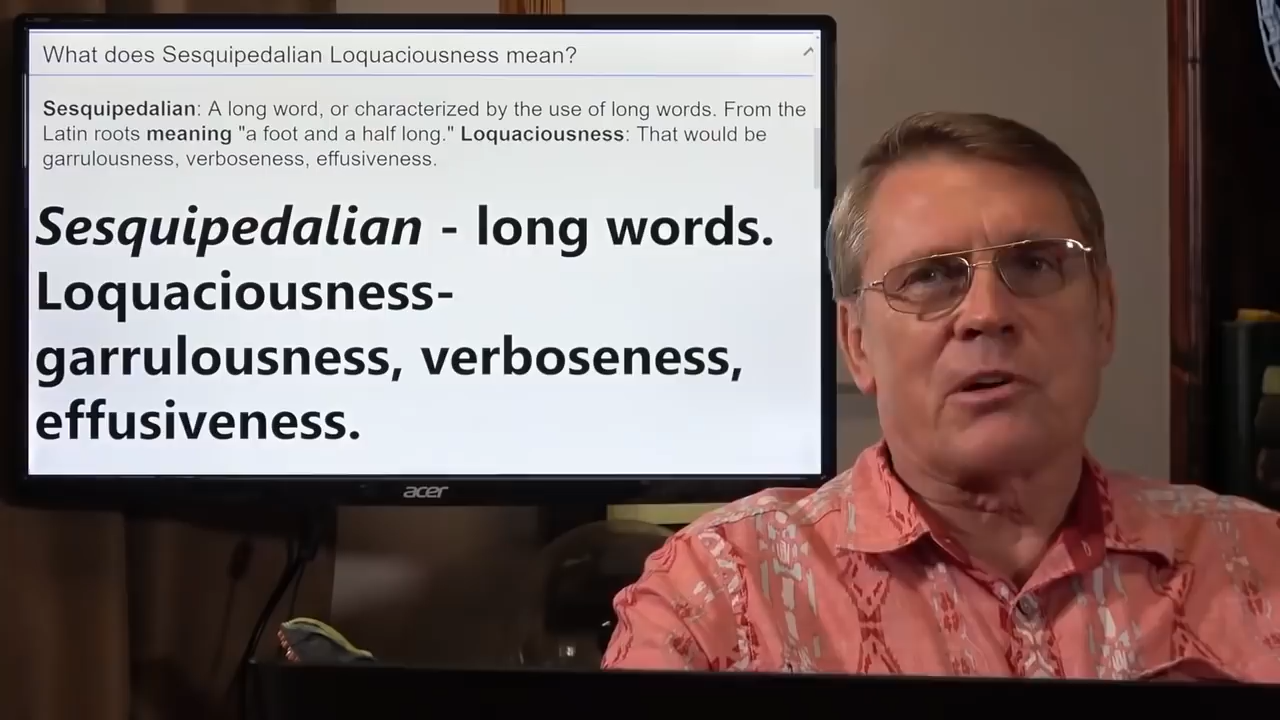 What does Sesquipedalian Loquaciousness mean?
Sesquipedalian: A long word, or characterized by the use of long words. From the
Latin roots meaning "a foot and a half long." Loquaciousness: That would be
garrulousness, verboseness, effusiveness.
Sesquipedalian - long words.
Loquaciousness-
garrulousness, verboseness,
effusiveness.
acer